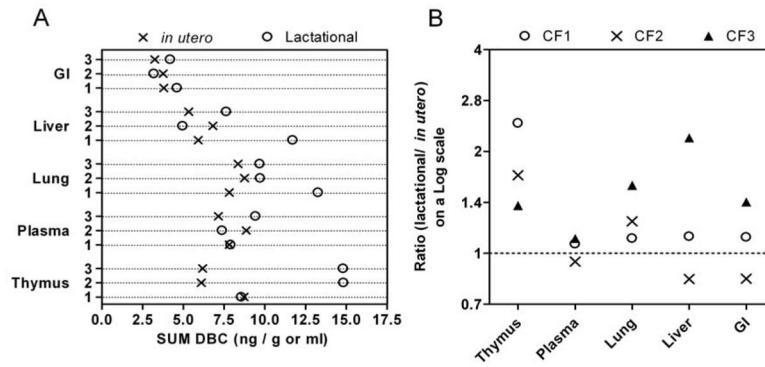 A
× in utero ○ Lactational
GI
3
2
1
Liver
3
2
1
Lung
3
2
1
Plasma
3
2
1
Thymus
3
2
1
0.0 2.5 5.0 7.5 10.0 12.5 15.0 17.5
SUM DBC (ng / g or ml)
B
○ CF1 × CF2 ▲ CF3
Ratio (lactational/ in utero)
on a Log scale
4
2.8
2
1.4
1
0.7
Thymus Plasma Lung Liver GI